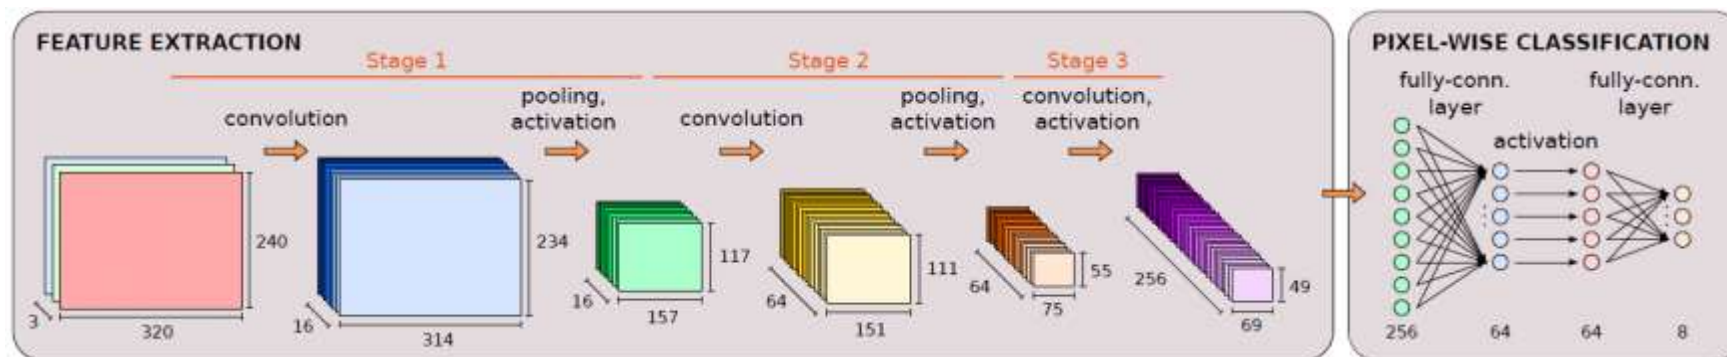 FEATURE EXTRACTION
Stage 1
Stage 2
Stage 3
convolution
pooling,
activation
convolution
pooling,
activation
convolution,
activation
3
320
240
16
314
234
16
157
117
64
151
111
64
75
55
256
69
49
PIXEL-WISE CLASSIFICATION
fully-conn.
layer
activation
fully-conn.
layer
256
64
64
8